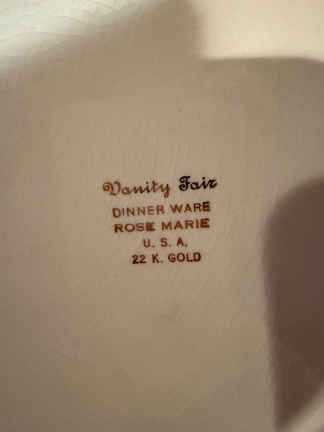 Vanity Fair
DINNER WARE
ROSE MARIE
U. S. A.
22 K. GOLD